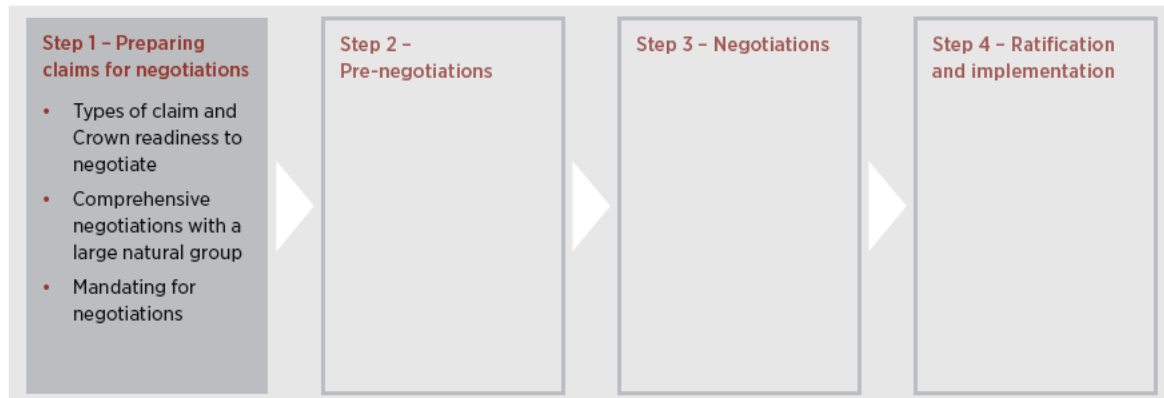 Step 1 – Preparing
claims for negotiations
• Types of claim and
Crown readiness to
negotiate
• Comprehensive
negotiations with a
large natural group
• Mandating for
negotiations
Step 2 –
Pre-negotiations
Step 3 – Negotiations
Step 4 – Ratification
and implementation